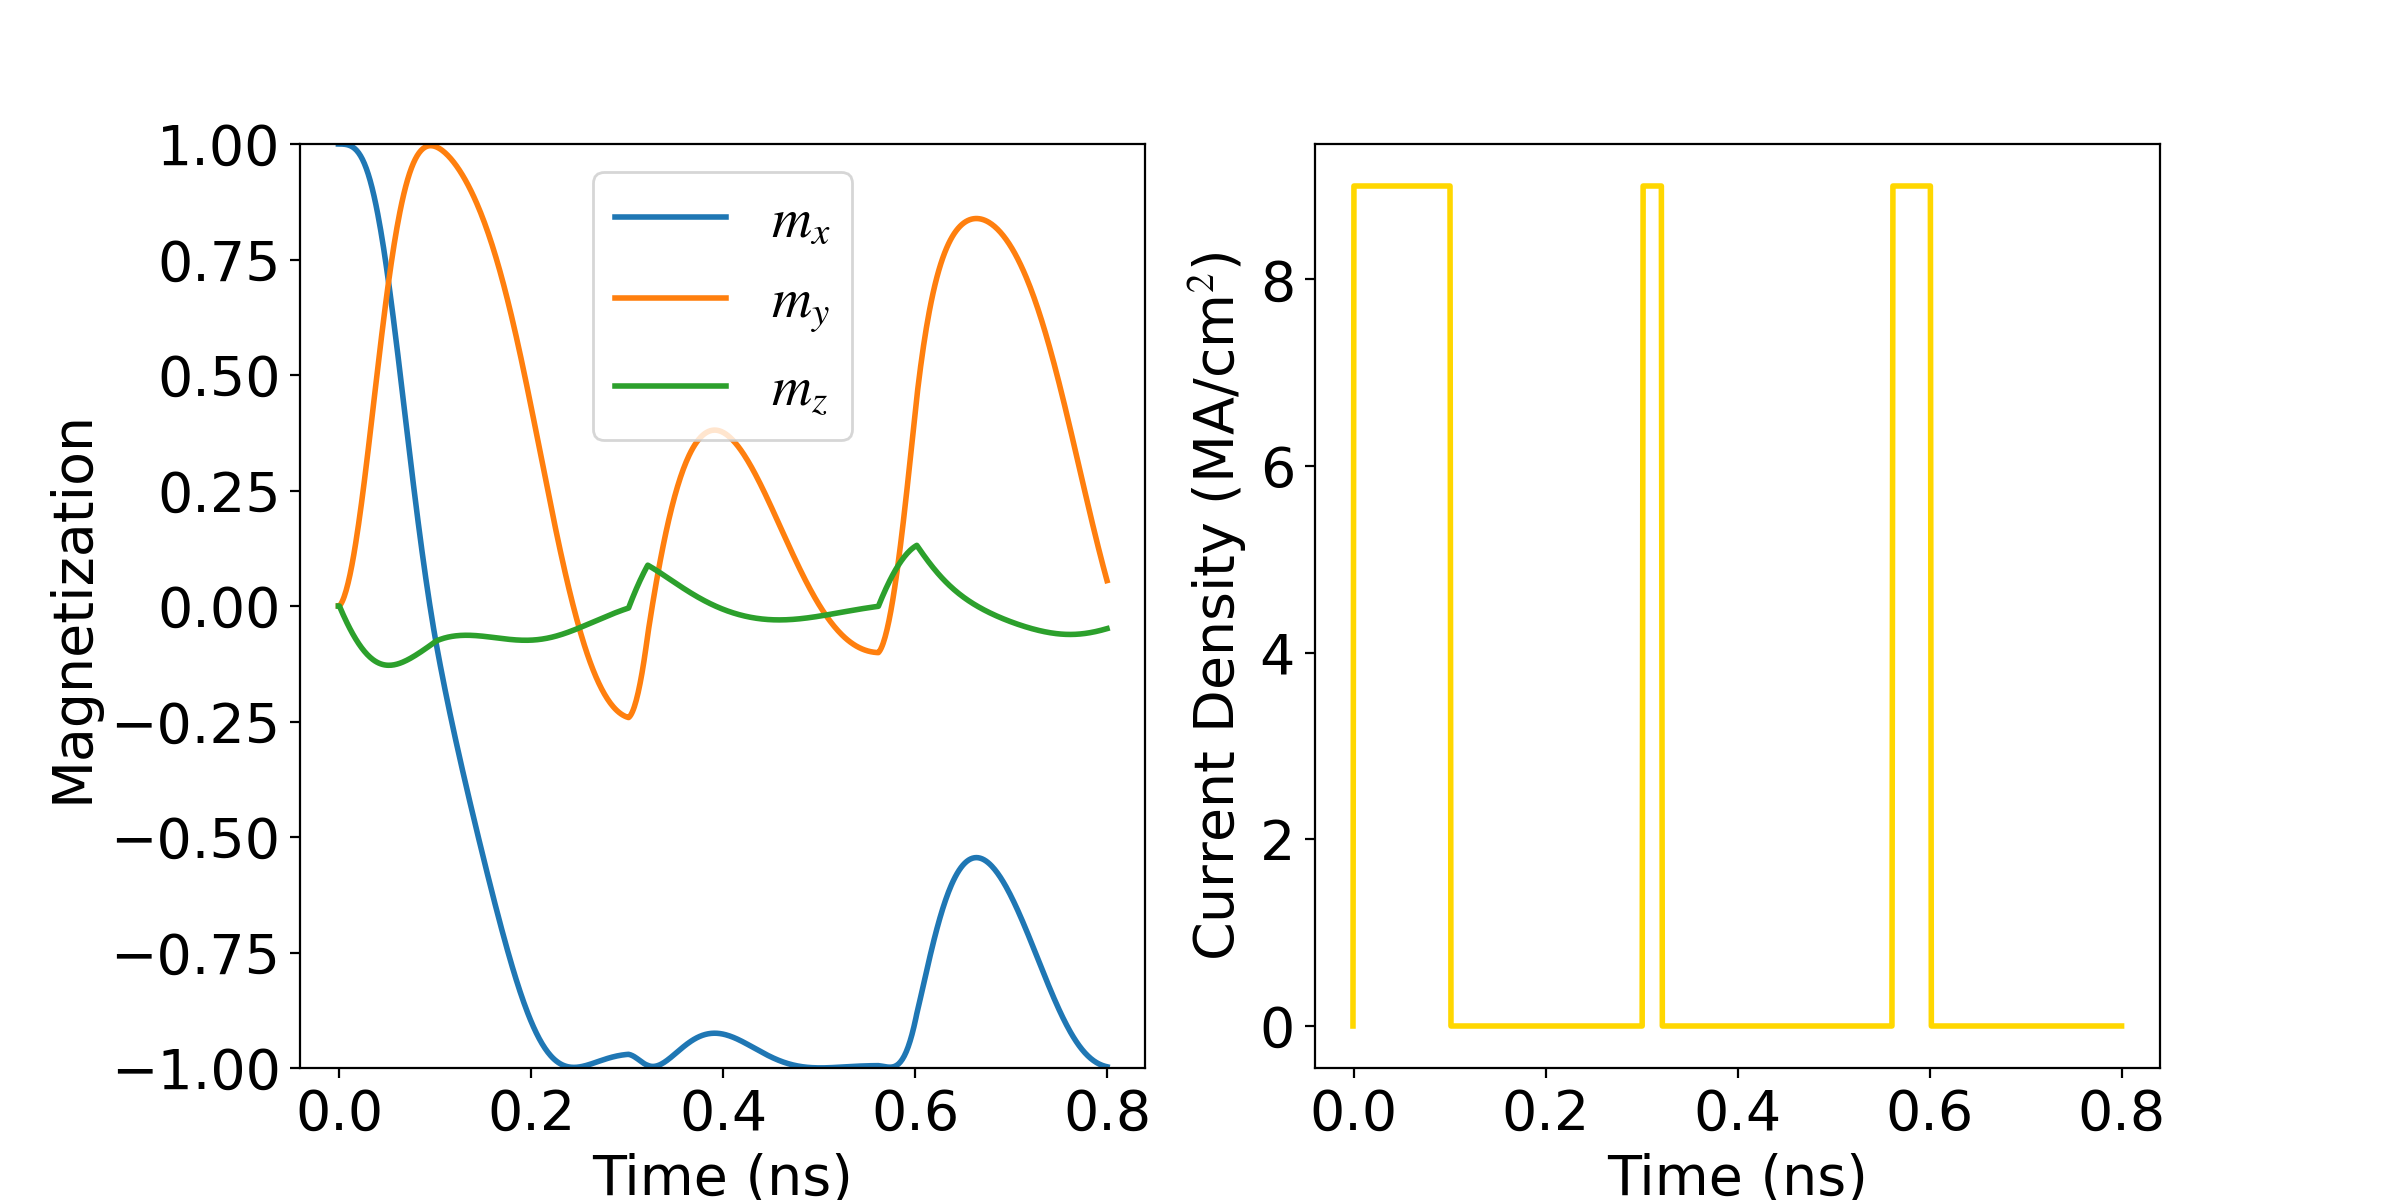 Magnetization
1.00
0.75
0.50
0.25
0.00
−0.25
−0.50
−0.75
−1.00
0.0 0.2 0.4 0.6 0.8
Time (ns)
m_x
m_y
m_z
Current Density (MA/cm²)
8
6
4
2
0
0.0 0.2 0.4 0.6 0.8
Time (ns)